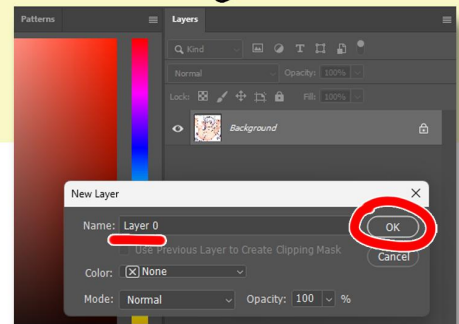 Patterns
Layers
Kind
Normal
Opacity: 100%
Lock:
Fill: 100%
Background
New Layer
Name: Layer 0
OK
Use Previous Layer to Create Clipping Mask
Cancel
Color: None
Mode: Normal
Opacity: 100 %